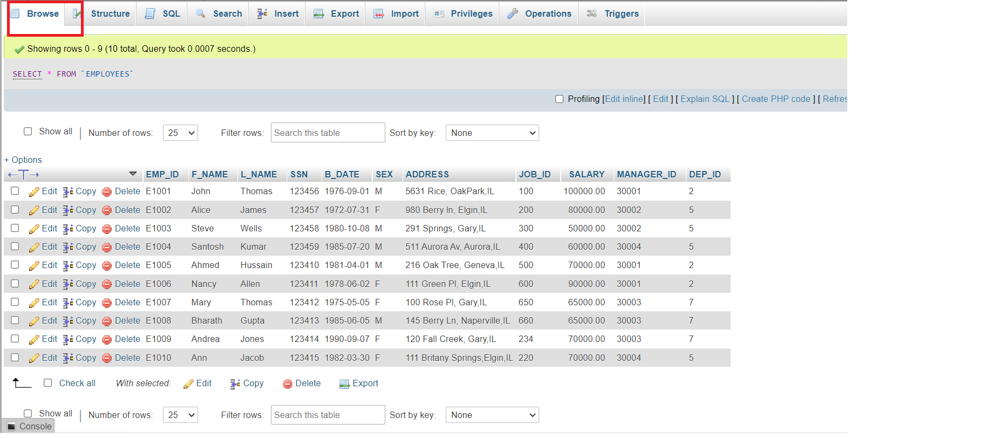 Browse Structure SQL Search Insert Export Import Privileges Operations Triggers
Showing rows 0 - 9 (10 total, Query took 0.0007 seconds.)
SELECT * FROM `EMPLOYEES`
Profiling [Edit inline] [ Edit ] [ Explain SQL ] [ Create PHP code ] [ Refres
Show all | Number of rows: 25 Filter rows: Search this table Sort by key: None
+ Options
←T→ EMP_ID F_NAME L_NAME SSN B_DATE SEX ADDRESS JOB_ID SALARY MANAGER_ID DEP_ID
Edit Copy Delete E1001 John Thomas 123456 1976-09-01 M 5631 Rice, OakPark,IL 100 100000.00 30001 2
Edit Copy Delete E1002 Alice James 123457 1972-07-31 F 980 Berry ln, Elgin,IL 200 80000.00 30002 5
Edit Copy Delete E1003 Steve Wells 123458 1980-10-08 M 291 Springs, Gary,IL 300 50000.00 30002 5
Edit Copy Delete E1004 Santosh Kumar 123459 1985-07-20 M 511 Aurora Av, Aurora,IL 400 60000.00 30004 5
Edit Copy Delete E1005 Ahmed Hussain 123410 1981-04-01 M 216 Oak Tree, Geneva,IL 500 70000.00 30001 2
Edit Copy Delete E1006 Nancy Allen 123411 1978-06-02 F 111 Green Pl, Elgin,IL 600 90000.00 30001 2
Edit Copy Delete E1007 Mary Thomas 123412 1975-05-05 F 100 Rose Pl, Gary,IL 650 65000.00 30003 7
Edit Copy Delete E1008 Bharath Gupta 123413 1985-06-05 M 145 Berry Ln, Naperville,IL 660 65000.00 30003 7
Edit Copy Delete E1009 Andrea Jones 123414 1990-09-07 F 120 Fall Creek, Gary,IL 234 70000.00 30003 7
Edit Copy Delete E1010 Ann Jacob 123415 1982-03-30 F 111 Britany Springs,Elgin,IL 220 70000.00 30004 5
Check all With selected: Edit Copy Delete Export
Show all | Number of rows: 25 Filter rows: Search this table Sort by key: None
Console